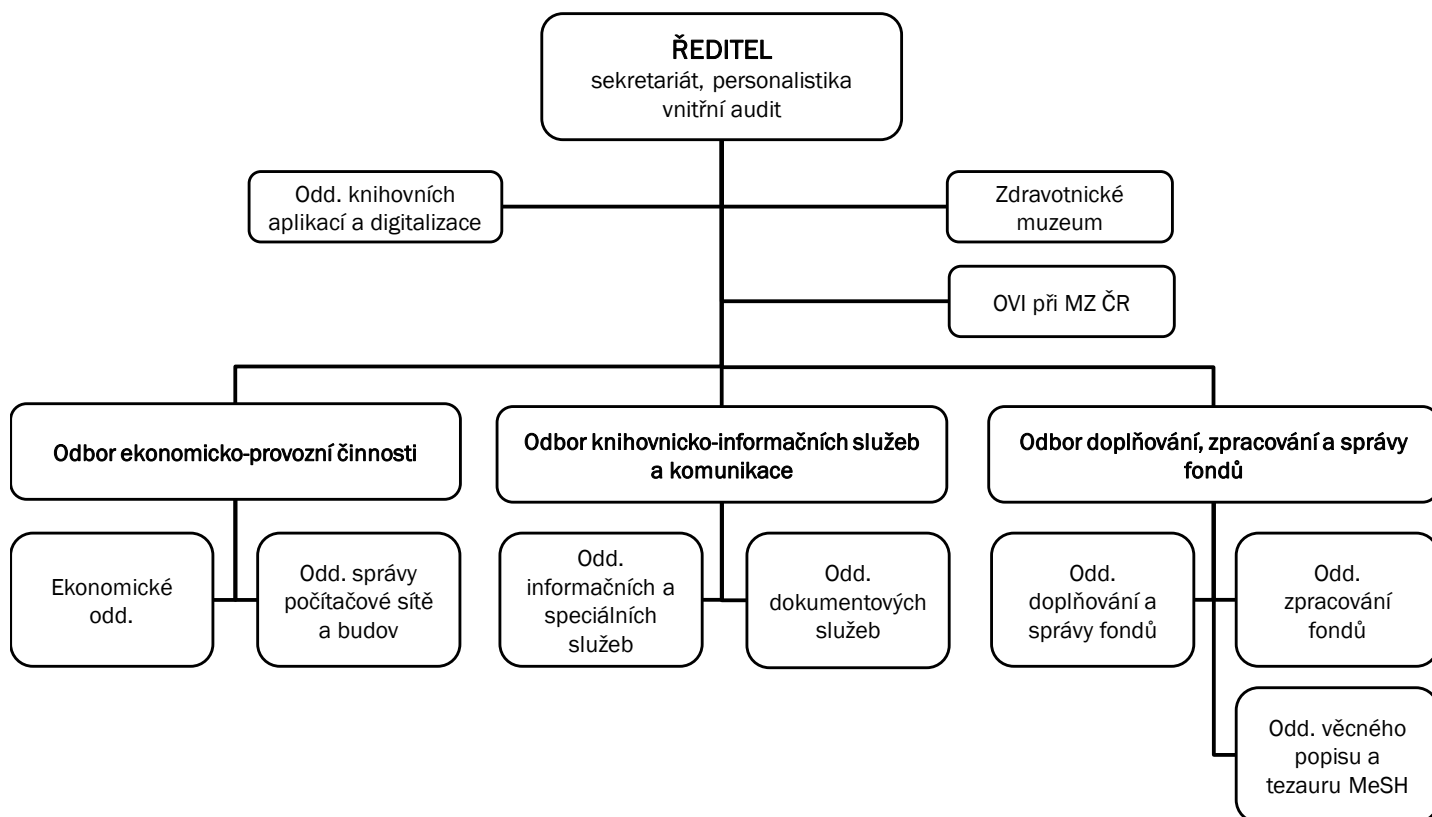 ŘEDITEL
sekretariát, personalistika
vnitřní audit
Odd. knihovních
aplikací a digitalizace
Zdravotnické
muzeum
OVI při MZ ČR
Odbor ekonomicko-provozní činnosti
Odbor knihovnicko-informačních služeb
a komunikace
Odbor doplňování, zpracování a správy
fondů
Ekonomické
odd.
Odd. správy
počítačové sítě
a budov
Odd.
informačních a
speciálních
služeb
Odd.
dokumentových
služeb
Odd.
doplňování a
správy fondů
Odd.
zpracování
fondů
Odd. věcného
popisu a
tezauru MeSH